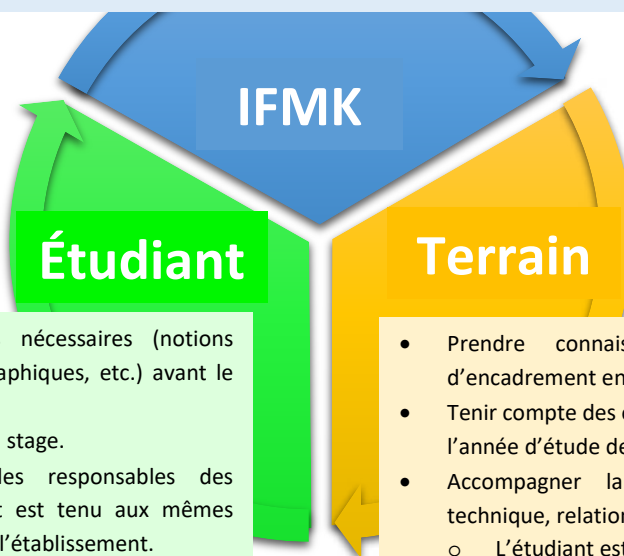 IFMK
Étudiant
nécessaires (notions
aphiques, etc.) avant le
stage.
les responsables des
est tenu aux mêmes
l'établissement.
Terrain
• Prendre connais
d'encadrement en
• Tenir compte des
l'année d'étude de
• Accompagner la
technique, relation
o L'étudiant est